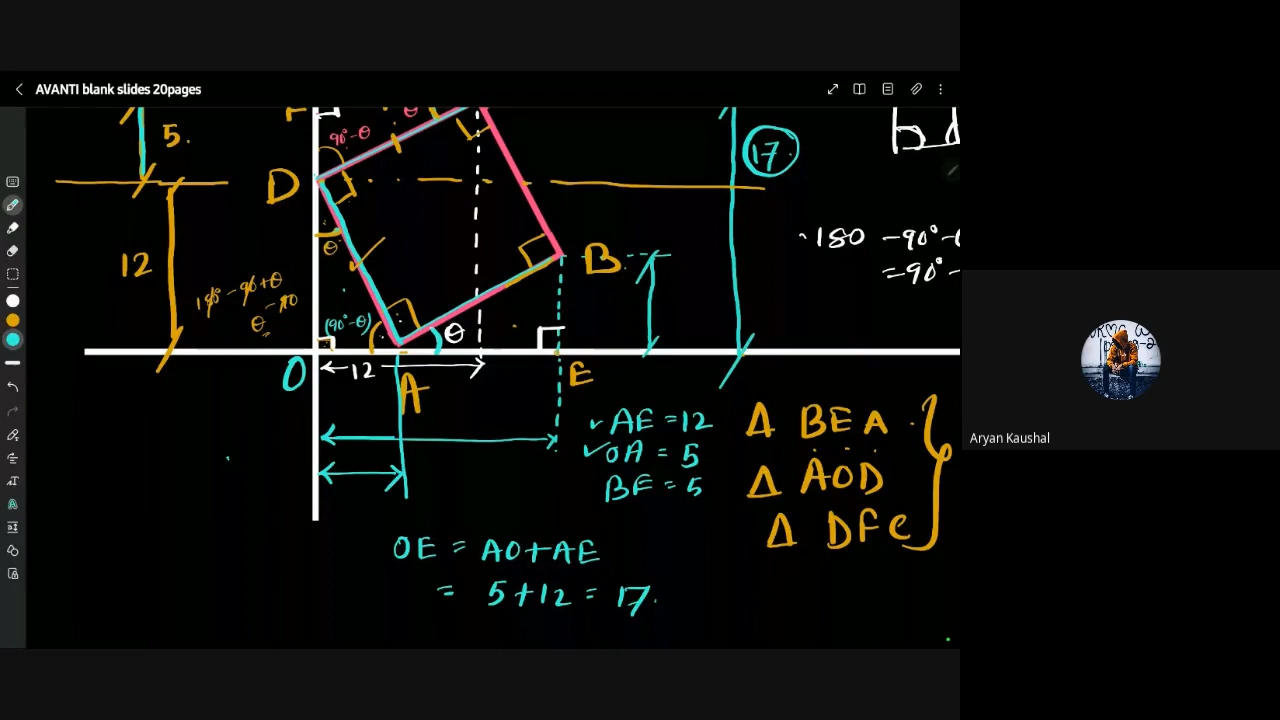 AVANTI blank slides 20pages
5.
90°-θ
θ
17
D
12
θ
B
180 -90°-
=90°-
(90°-θ)
θ
O
12
A
E
AE =12
OA = 5
BE = 5
Δ BEA
Δ AOD
Δ DFC
OE = AO+AE
= 5+12 = 17.
Aryan Kaushal